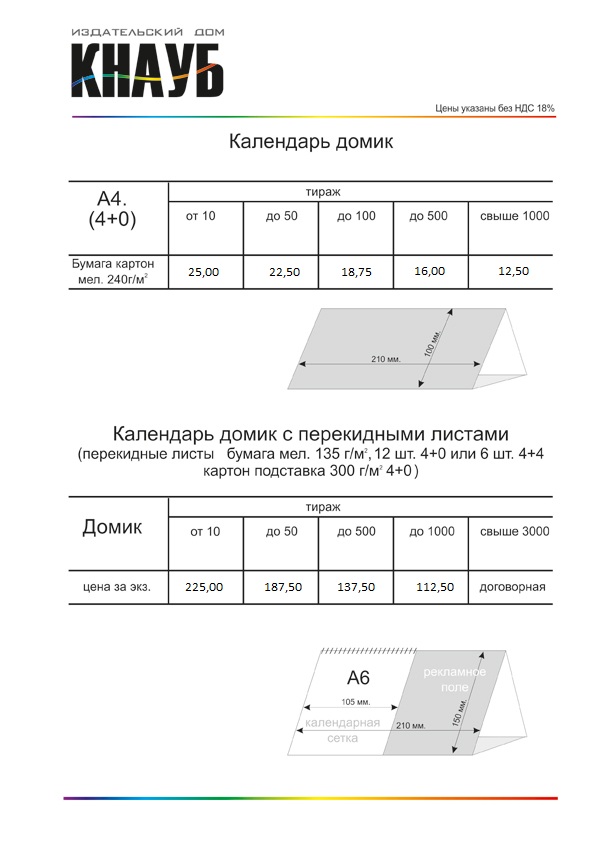 ИЗДАТЕЛЬСКИЙ ДОМ
КНАУБ
Цены указаны без НДС 18%
Календарь домик
А4.
(4+0)
тираж
от 10 до 50 до 100 до 500 свыше 1000
Бумага картон
мел. 240г/м²
25,00 22,50 18,75 16,00 12,50
100 мм.
210 мм.
Календарь домик с перекидными листами
(перекидные листы бумага мел. 135 г/м², 12 шт. 4+0 или 6 шт. 4+4
картон подставка 300 г/м² 4+0)
Домик
тираж
от 10 до 50 до 500 до 1000 свыше 3000
цена за экз. 225,00 187,50 137,50 112,50 договорная
А6
рекламное
поле
105 мм.
150 мм.
календарная
210 мм.
сетка